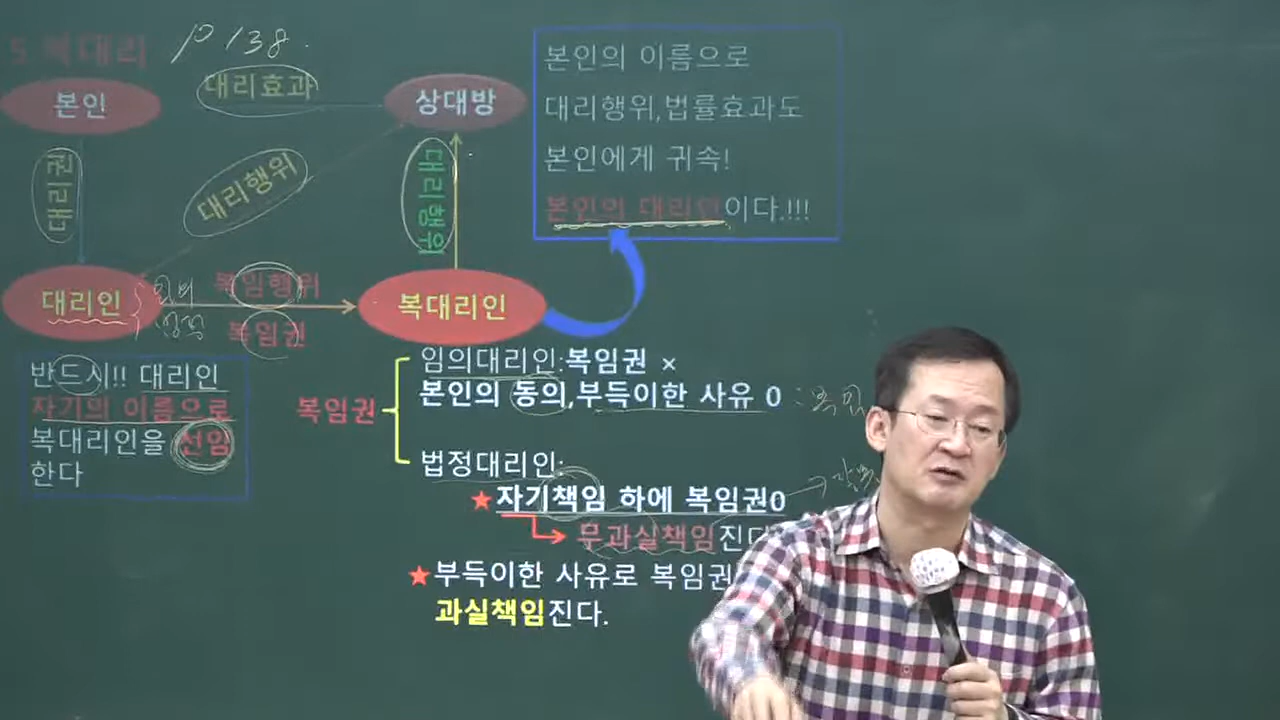 5.복대리
p 138.
본인
대리효과
상대방
대리권
대리행위
대리행위
대리인
복임행위
복임권
복대리인
본인의 이름으로
대리행위,법률효과도
본인에게 귀속!
본인의 대리인이다.!!!
반드시!! 대리인
자기의 이름으로
복대리인을 선임
한다
복임권
임의대리인:복임권 ×
본인의 동의,부득이한 사유 0
법정대리인:
★자기책임 하에 복임권0
무과실책임진다
★부득이한 사유로 복임권
과실책임진다.